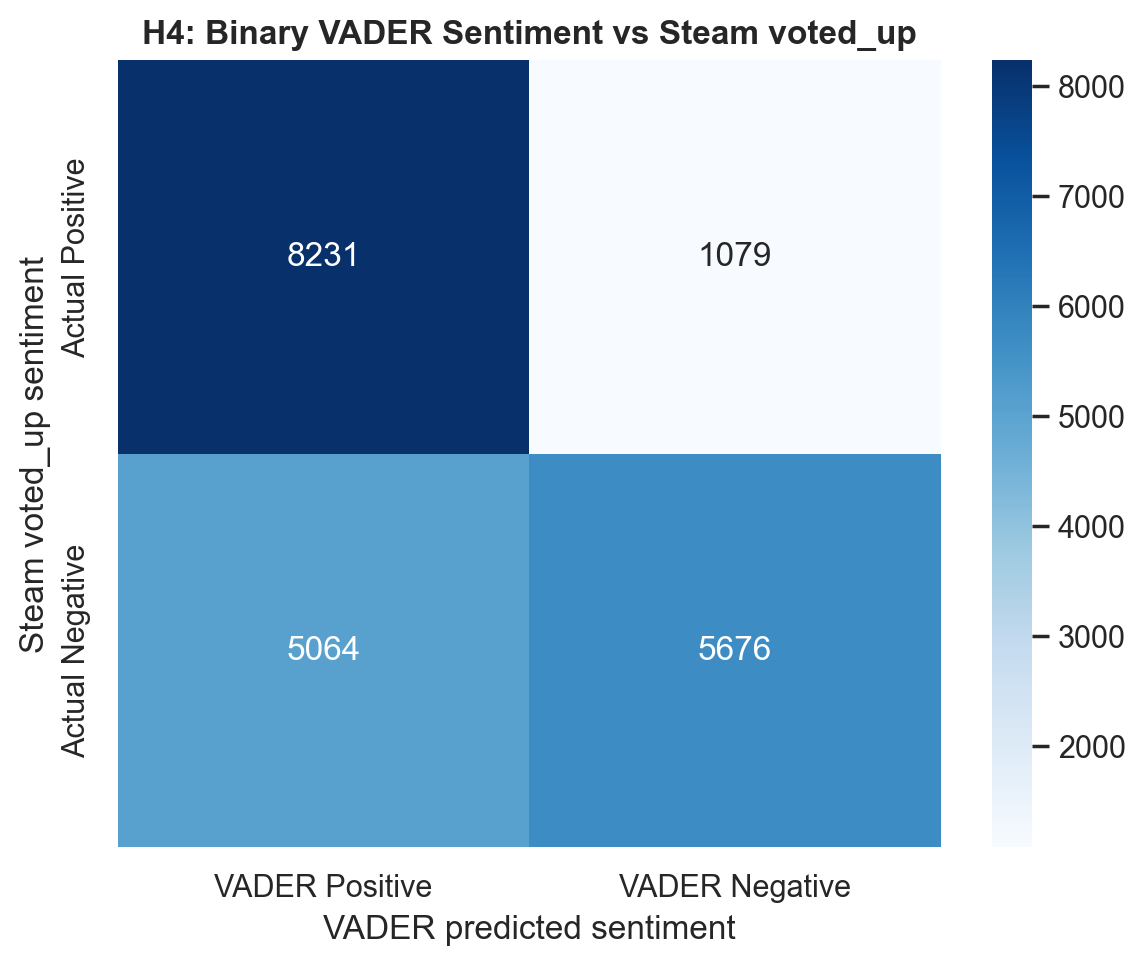 H4: Binary VADER Sentiment vs Steam voted_up
Steam voted_up sentiment
Actual Positive
Actual Negative
8231
1079
5064
5676
VADER Positive
VADER Negative
VADER predicted sentiment
8000
7000
6000
5000
4000
3000
2000